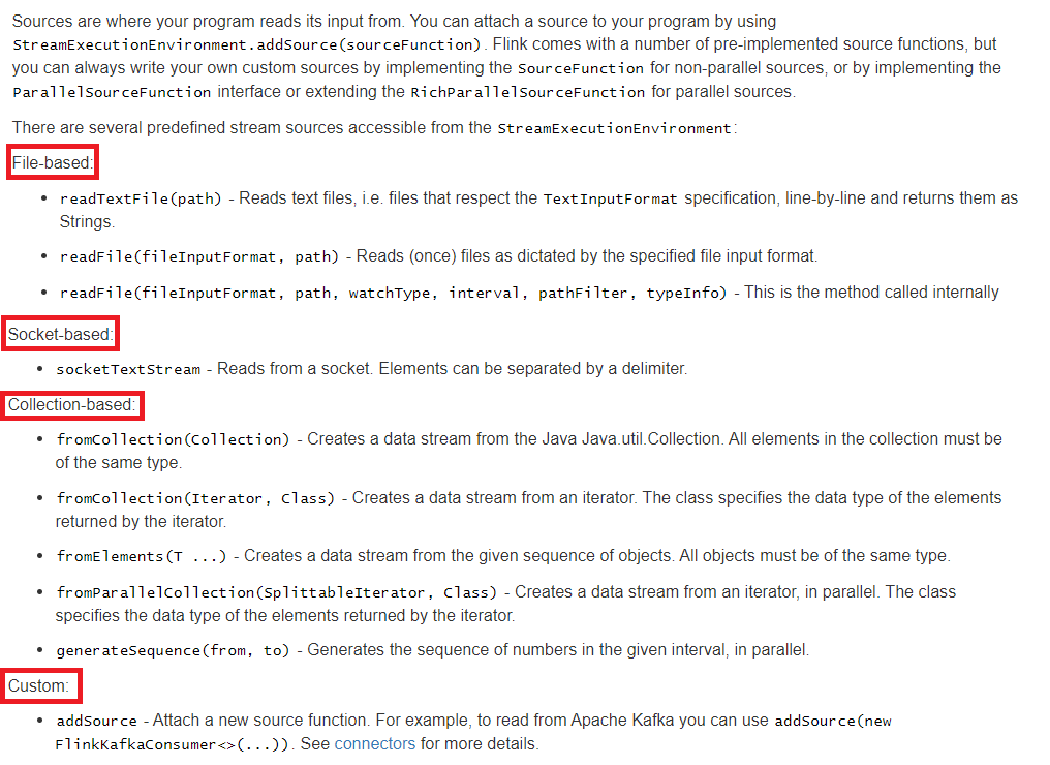 Sources are where your program reads its input from. You can attach a source to your program by using
StreamExecutionEnvironment.addSource(sourceFunction). Flink comes with a number of pre-implemented source functions, but
you can always write your own custom sources by implementing the SourceFunction for non-parallel sources, or by implementing the
ParallelSourceFunction interface or extending the RichParallelSourceFunction for parallel sources.
There are several predefined stream sources accessible from the StreamExecutionEnvironment:
File-based:
• readTextFile(path) - Reads text files, i.e. files that respect the TextInputFormat specification, line-by-line and returns them as
Strings.
• readFile(fileInputFormat, path) - Reads (once) files as dictated by the specified file input format.
• readFile(fileInputFormat, path, watchType, interval, pathFilter, typeInfo) - This is the method called internally
Socket-based:
• socketTextStream - Reads from a socket. Elements can be separated by a delimiter.
Collection-based:
• fromCollection(Collection) - Creates a data stream from the Java Java.util.Collection. All elements in the collection must be
of the same type.
• fromCollection(Iterator, Class) - Creates a data stream from an iterator. The class specifies the data type of the elements
returned by the iterator.
• fromElements(T ...) - Creates a data stream from the given sequence of objects. All objects must be of the same type.
• fromParallelCollection(SplittableIterator, Class) - Creates a data stream from an iterator, in parallel. The class
specifies the data type of the elements returned by the iterator.
• generateSequence(from, to) - Generates the sequence of numbers in the given interval, in parallel.
Custom:
• addSource - Attach a new source function. For example, to read from Apache Kafka you can use addSource(new
FlinkKafkaConsumer<>(...)). See connectors for more details.